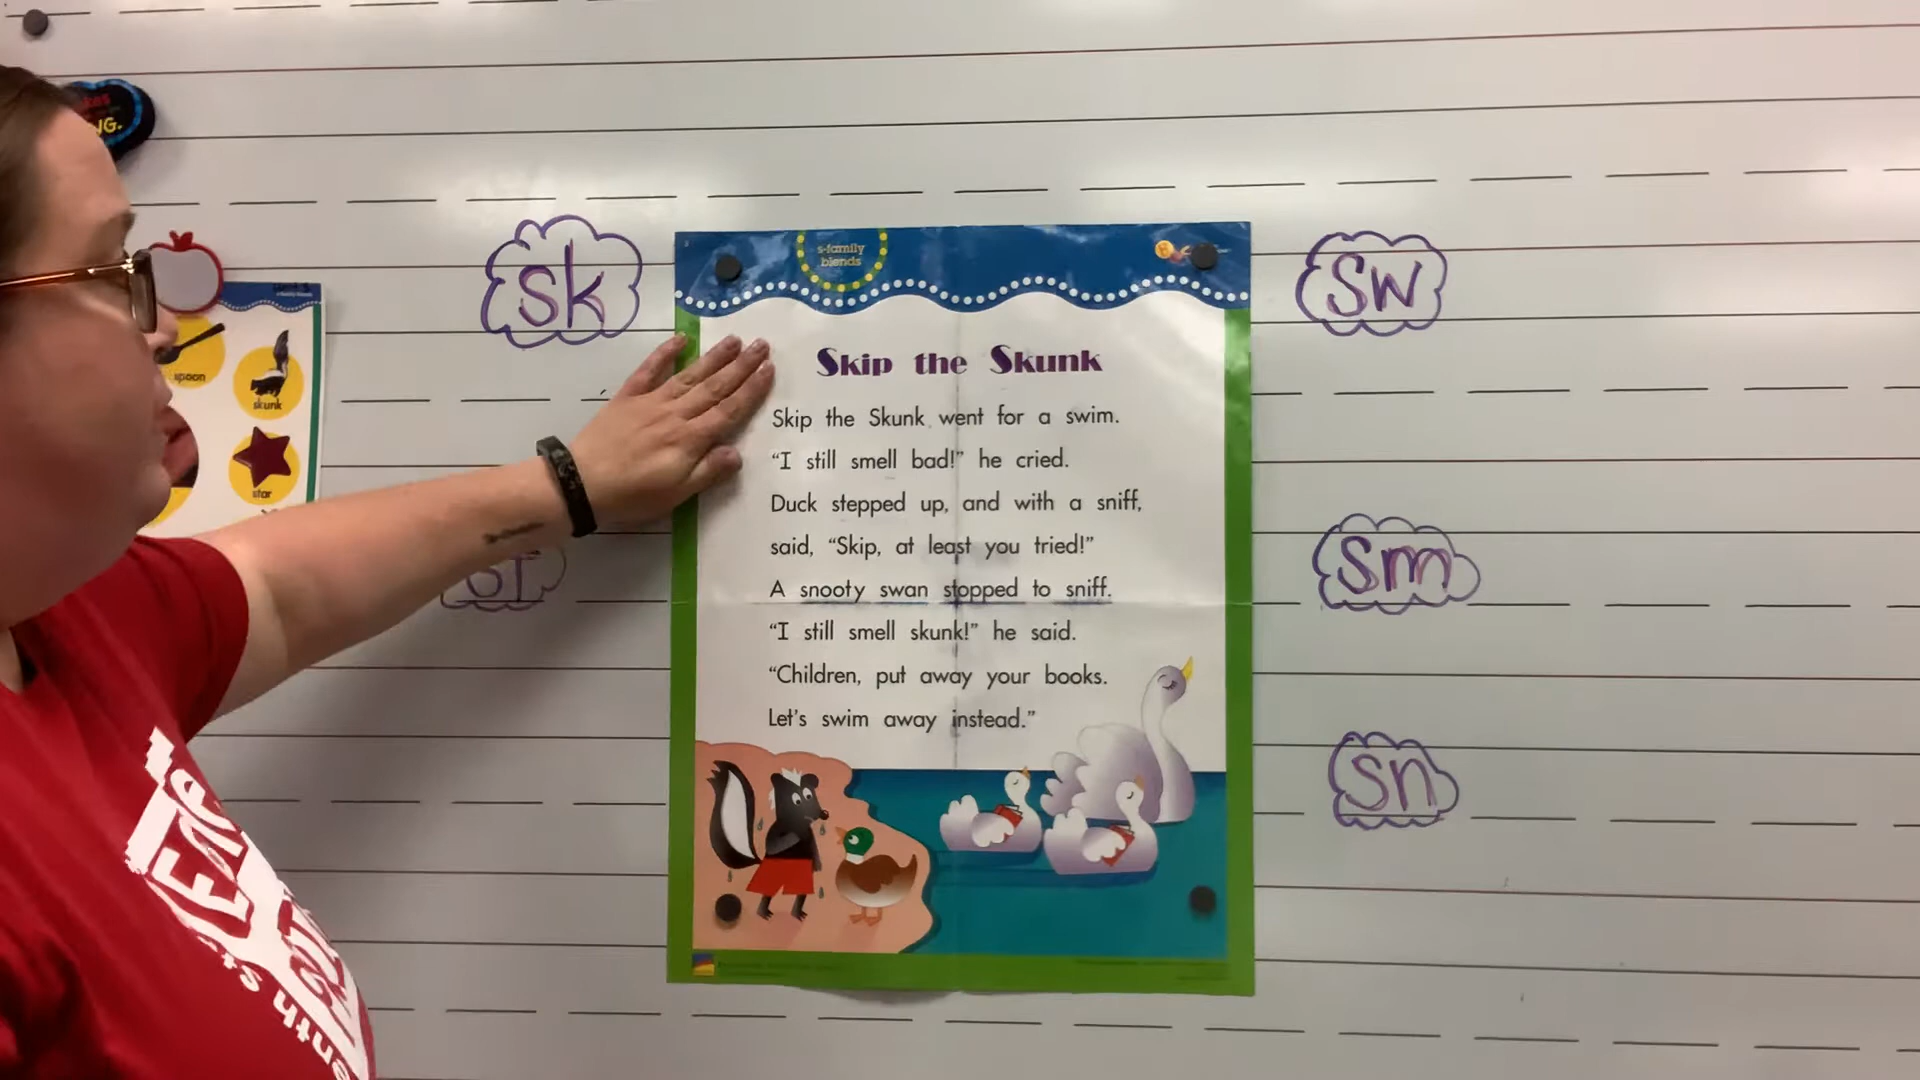 NG.
sk
sw
s-family
blends
spoon
skunk
star
Skip the Skunk
Skip the Skunk went for a swim.
“I still smell bad!” he cried.
Duck stepped up, and with a sniff,
said, “Skip, at least you tried!”
A snooty swan stopped to sniff.
“I still smell skunk!” he said.
“Children, put away your books.
Let's swim away instead.”
sm
sn